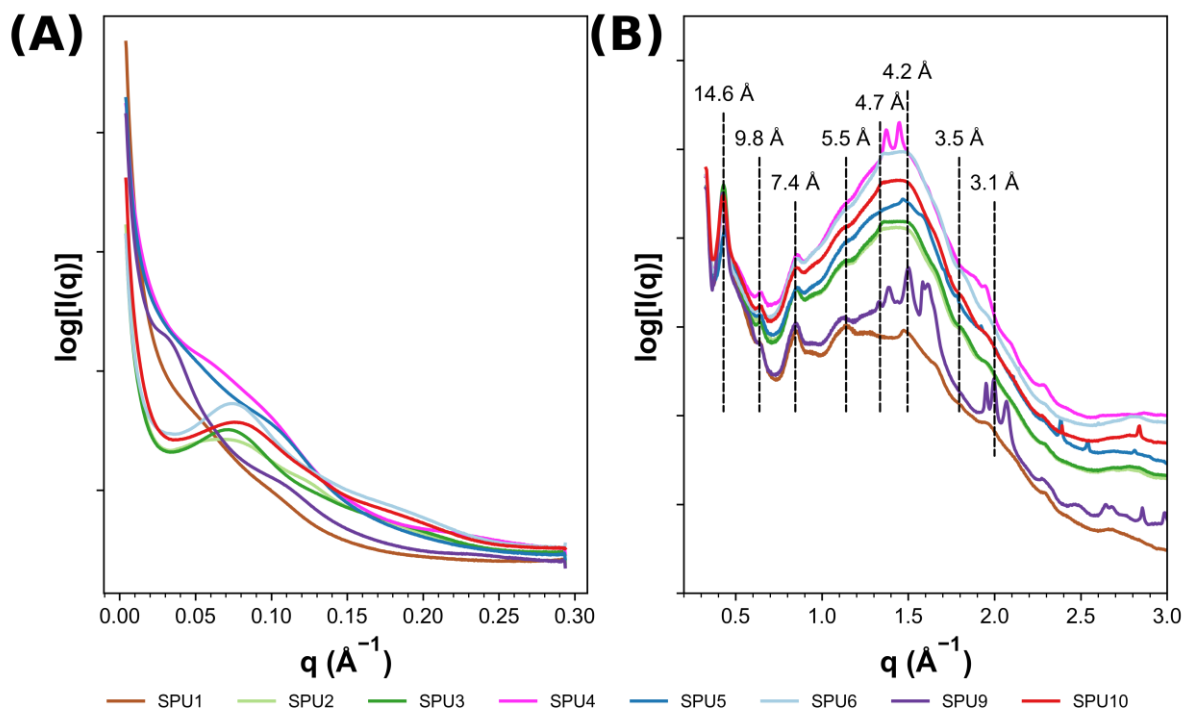 (A)
log[I(q)]
0.00 0.05 0.10 0.15 0.20 0.25 0.30
q (Å⁻¹)
(B)
log[I(q)]
14.6 Å
9.8 Å
7.4 Å
5.5 Å
4.7 Å
4.2 Å
3.5 Å
3.1 Å
0.5 1.0 1.5 2.0 2.5 3.0
q (Å⁻¹)
SPU1 SPU2 SPU3 SPU4 SPU5 SPU6 SPU9 SPU10